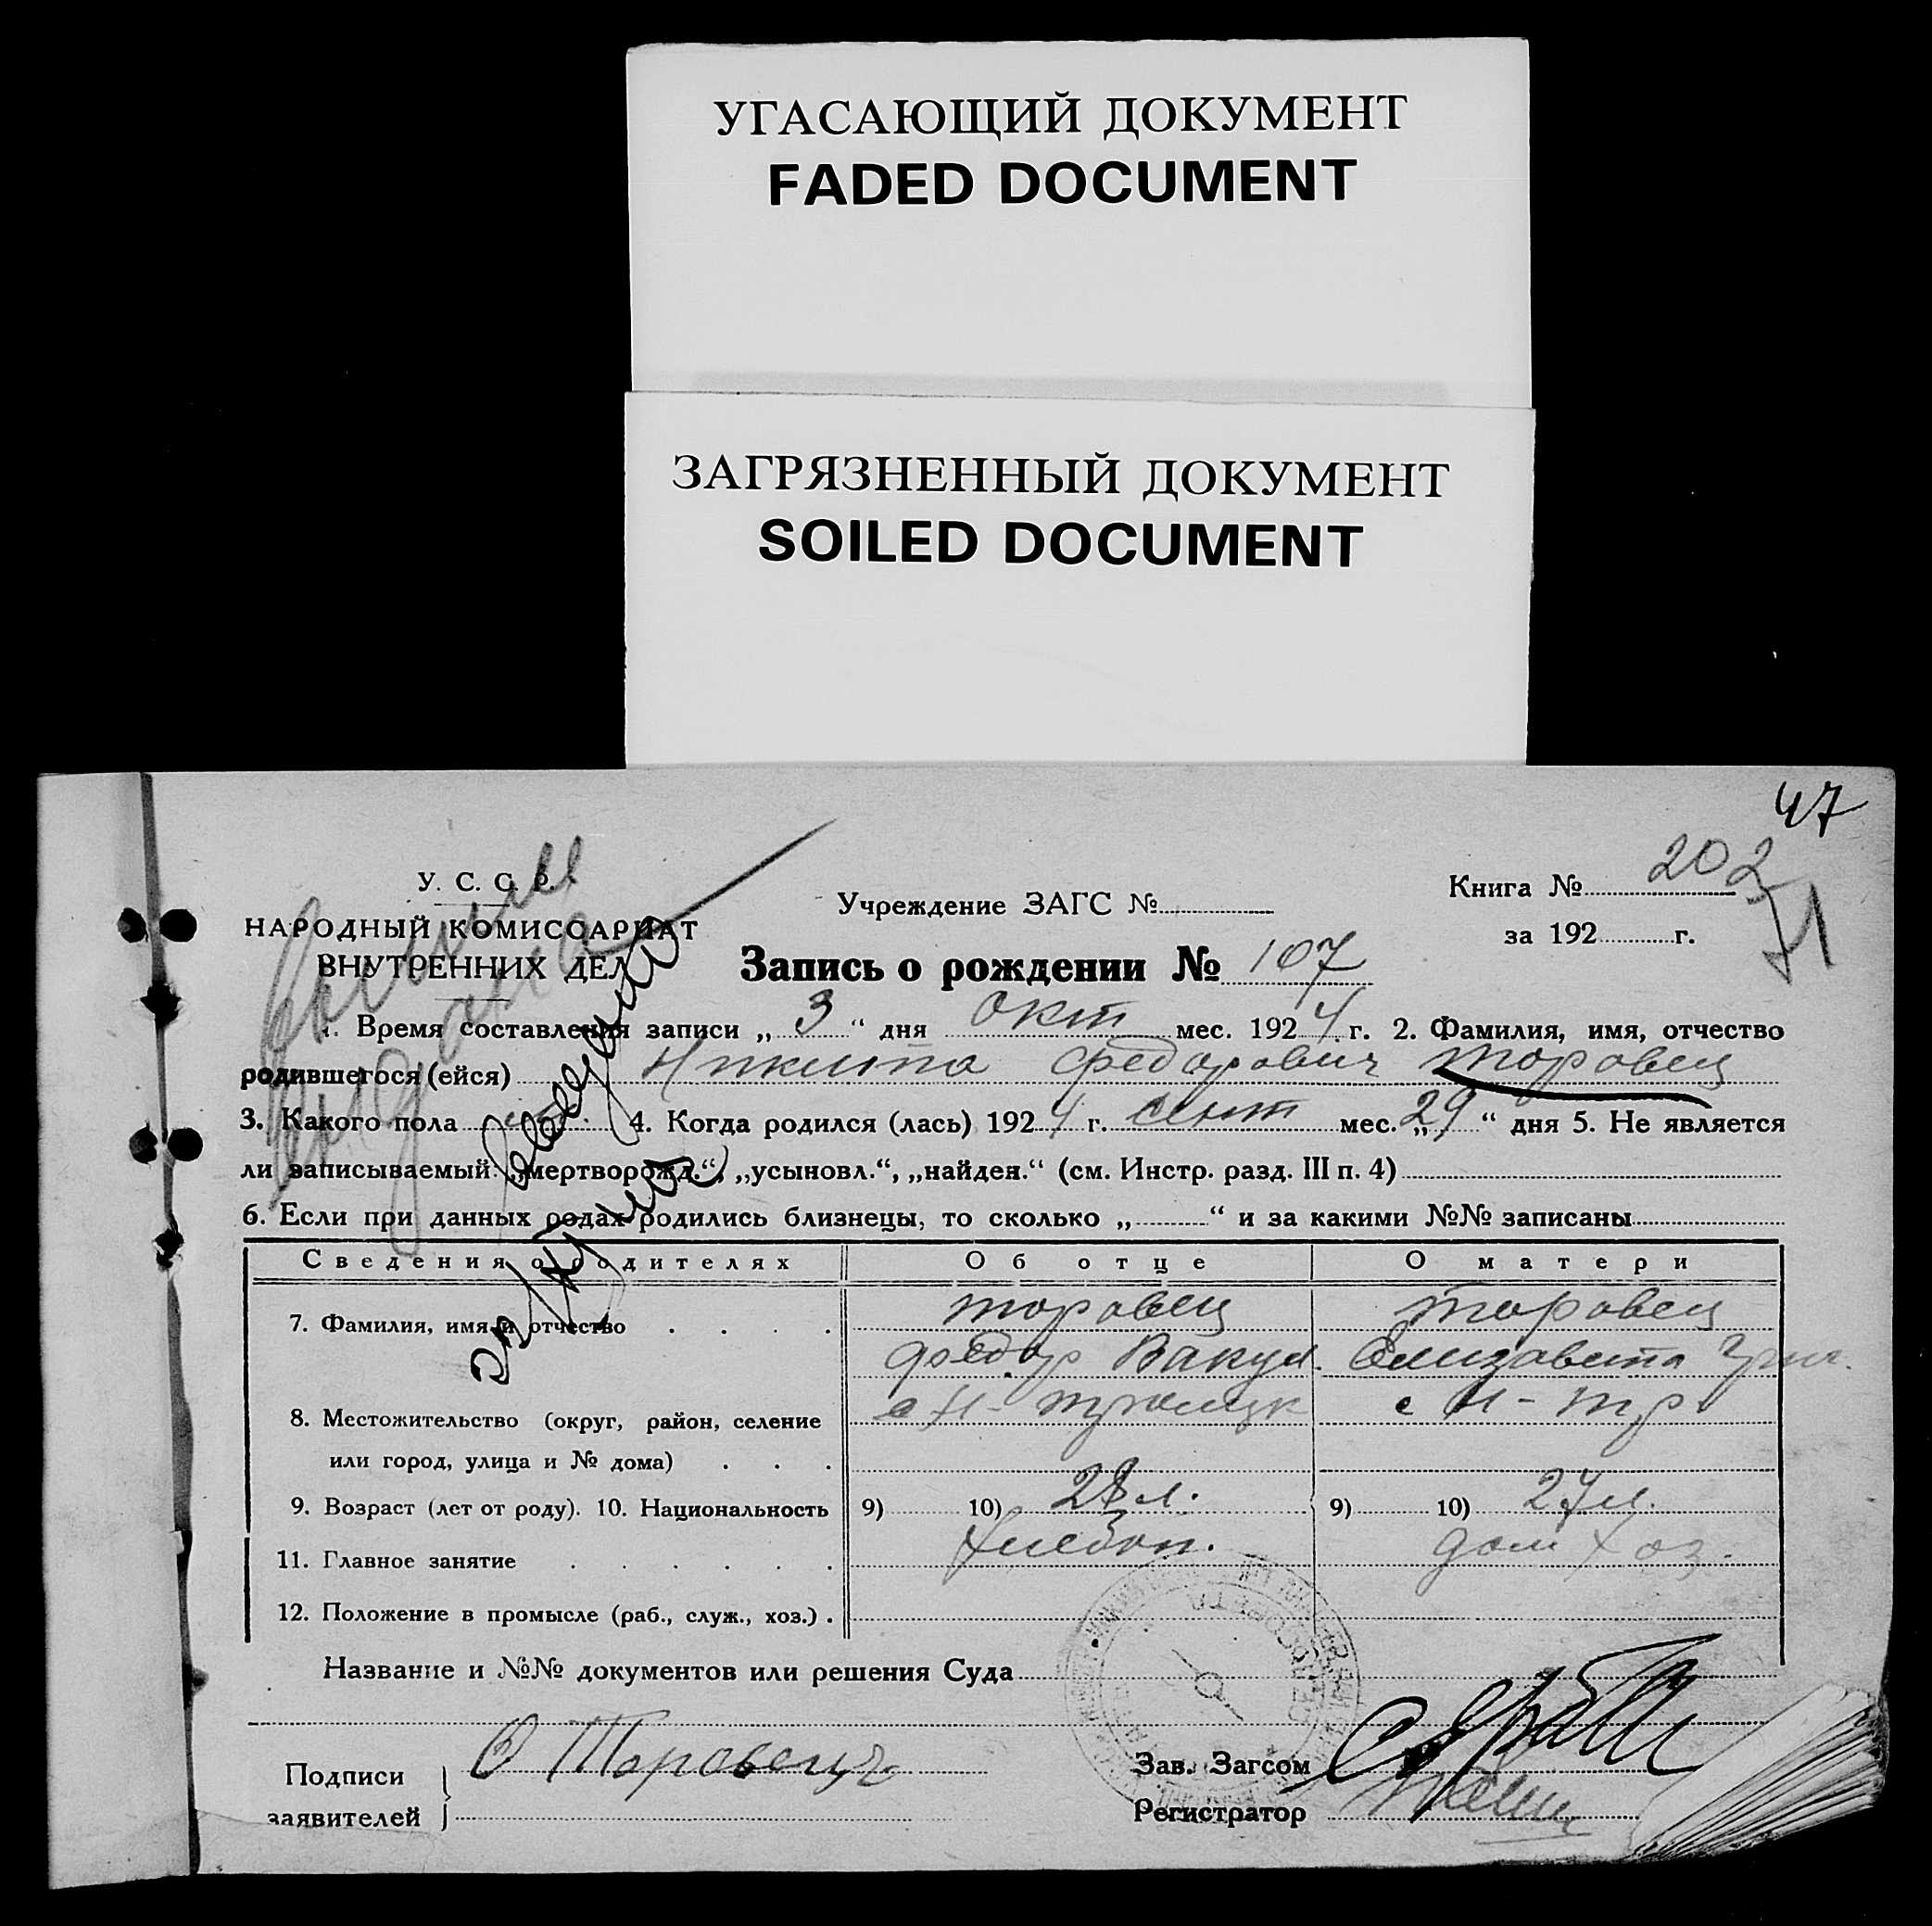 УГАСАЮЩИЙ ДОКУМЕНТ
FADED DOCUMENT
ЗАГРЯЗНЕННЫЙ ДОКУМЕНТ
SOILED DOCUMENT
47
У. С. С. Р.
НАРОДНЫЙ КОМИССАРИАТ
ВНУТРЕННИХ ДЕЛ
Учреждение ЗАГС №
Книга № 202
71
за 192 г.
Запись о рождении № 107
1. Время составления записи „ 3 “ дня окт мес. 1924 г. 2. Фамилия, имя, отчество
родившегося (ейся) Никита Федорович Торовец
3. Какого пола 4. Когда родился (лась) 1924 г. сент мес. „ 29 “ дня 5. Не является
ли записываемый: „мертворожд.“, „усыновл.“, „найден.“ (см. Инстр. разд. III п. 4)
6. Если при данных родах родились близнецы, то сколько „ “ и за какими №№ записаны
Сведения о родителях Об отце О матери
7. Фамилия, имя и отчество Торовец Торовец
Федор Вакул. Елизавета Григ.
8. Местожительство (округ, район, селение с Н-Троицк с Н-Тр
или город, улица и № дома)
9. Возраст (лет от роду). 10. Национальность 9) 10) 28 л. 9) 10) 27 л.
11. Главное занятие Хлебоп. дом хоз.
12. Положение в промысле (раб., служ., хоз.)
Название и №№ документов или решения Суда
Подписи заявителей Торовець
Зав. Загсом
Регистратор